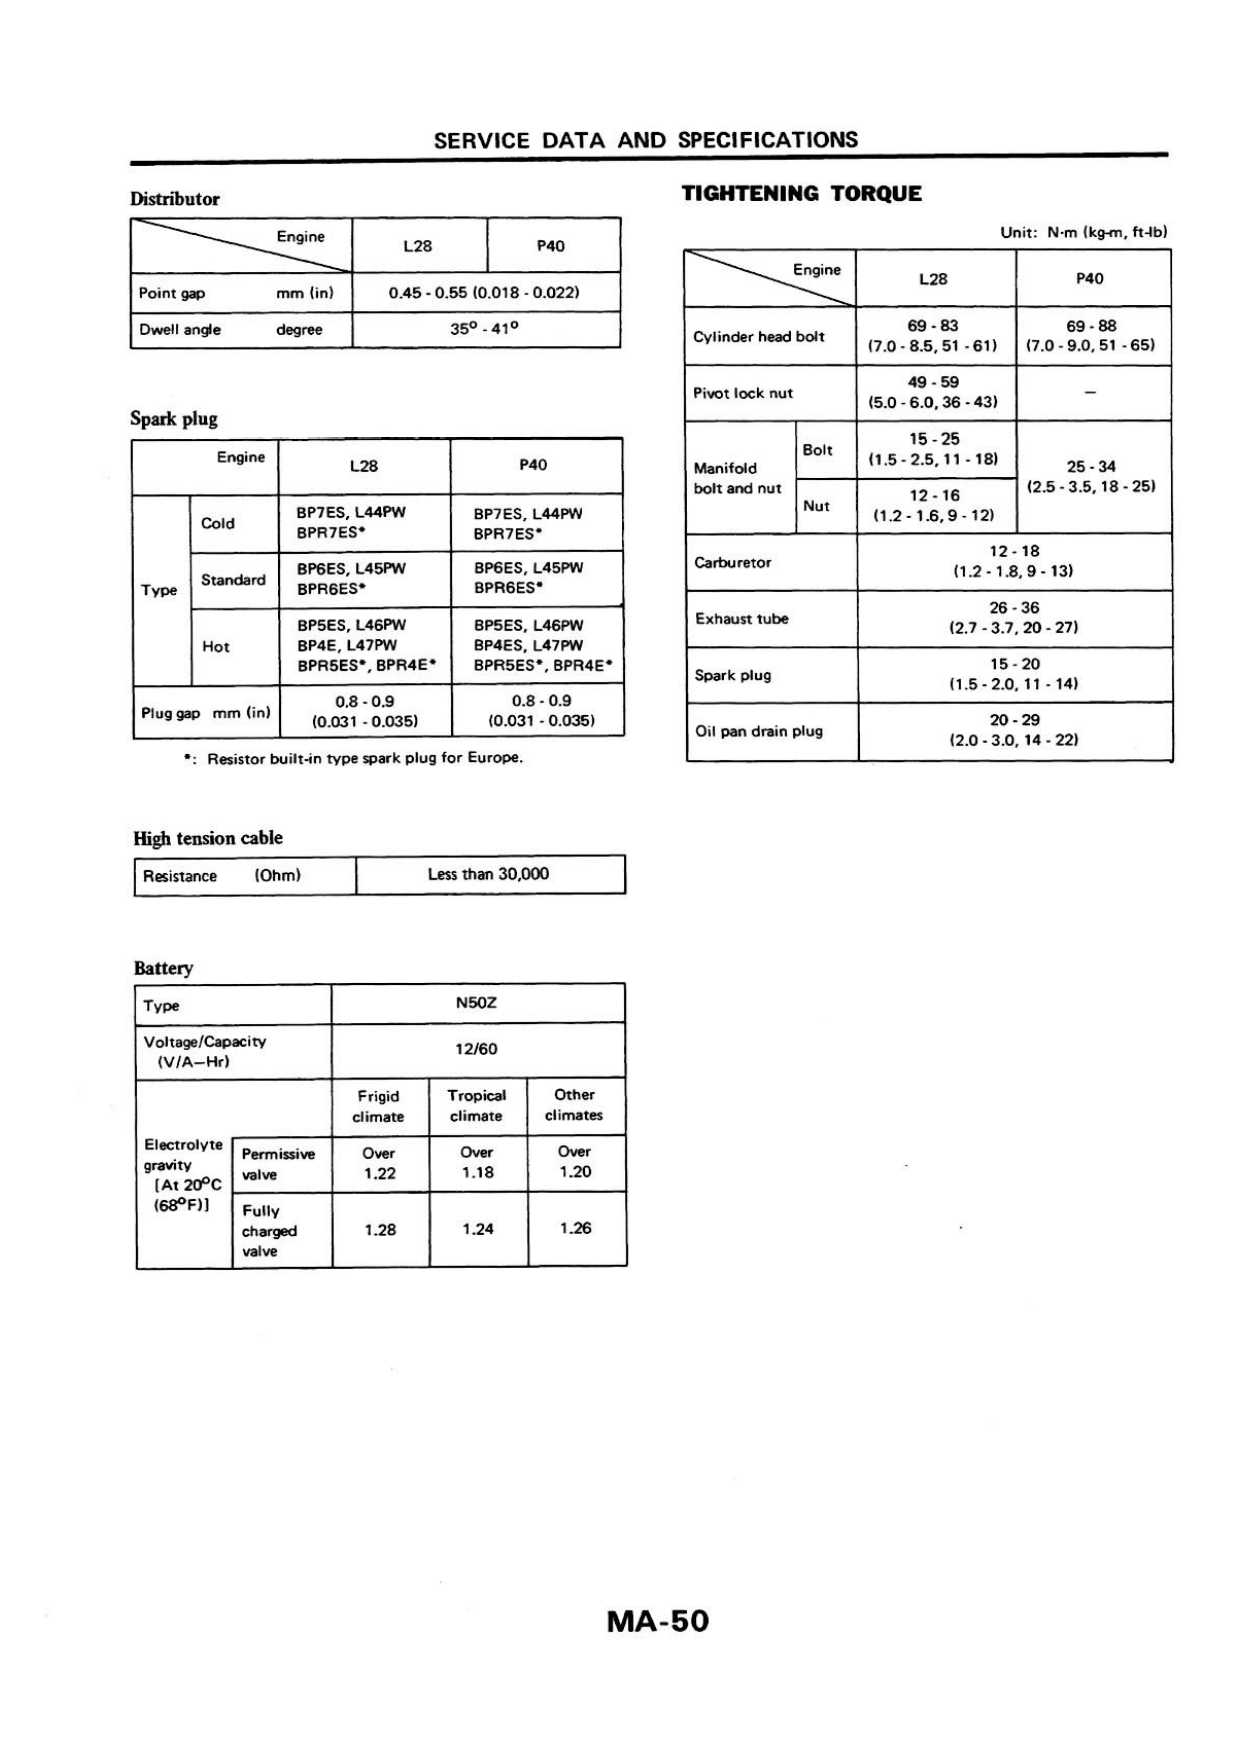 SERVICE DATA AND SPECIFICATIONS
Distributor
Engine L28 P40
Point gap mm (in) 0.45 - 0.55 (0.018 - 0.022)
Dwell angle degree 35° - 41°
Spark plug
Engine L28 P40
Type
Cold
BP7ES, L44PW
BPR7ES*
BP7ES, L44PW
BPR7ES*
Standard
BP6ES, L45PW
BPR6ES*
BP6ES, L45PW
BPR6ES*
Hot
BP5ES, L46PW
BP4E, L47PW
BPR5ES*, BPR4E*
BP5ES, L46PW
BP4ES, L47PW
BPR5ES*, BPR4E*
Plug gap mm (in)
0.8 - 0.9
(0.031 - 0.035)
0.8 - 0.9
(0.031 - 0.035)
*: Resistor built-in type spark plug for Europe.
High tension cable
Resistance (Ohm) Less than 30,000
Battery
Type N50Z
Voltage/Capacity
(V/A—Hr)
12/60
Frigid
climate
Tropical
climate
Other
climates
Electrolyte
gravity
[At 20°C
(68°F)]
Permissive
valve
Over
1.22
Over
1.18
Over
1.20
Fully
charged
valve
1.28 1.24 1.26
TIGHTENING TORQUE
Unit: N·m (kg-m, ft-lb)
Engine L28 P40
Cylinder head bolt
69 - 83
(7.0 - 8.5, 51 - 61)
69 - 88
(7.0 - 9.0, 51 - 65)
Pivot lock nut
49 - 59
(5.0 - 6.0, 36 - 43)
—
Manifold
bolt and nut
Bolt
15 - 25
(1.5 - 2.5, 11 - 18)
Nut
12 - 16
(1.2 - 1.6, 9 - 12)
25 - 34
(2.5 - 3.5, 18 - 25)
Carburetor
12 - 18
(1.2 - 1.8, 9 - 13)
Exhaust tube
26 - 36
(2.7 - 3.7, 20 - 27)
Spark plug
15 - 20
(1.5 - 2.0, 11 - 14)
Oil pan drain plug
20 - 29
(2.0 - 3.0, 14 - 22)
MA-50